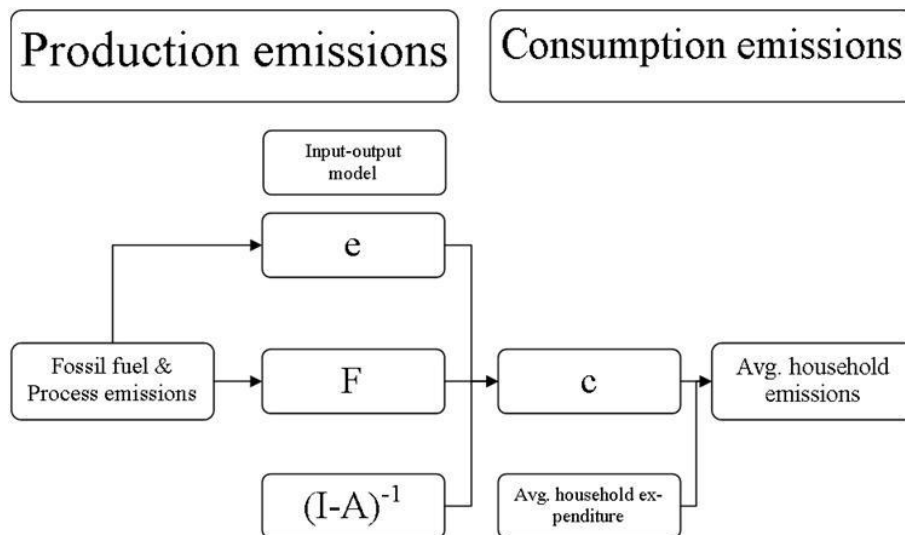 Production emissions
Consumption emissions
Input-output
model
e
Fossil fuel &
Process emissions
F
c
Avg. household
emissions
(I-A)⁻¹
Avg. household ex-
penditure